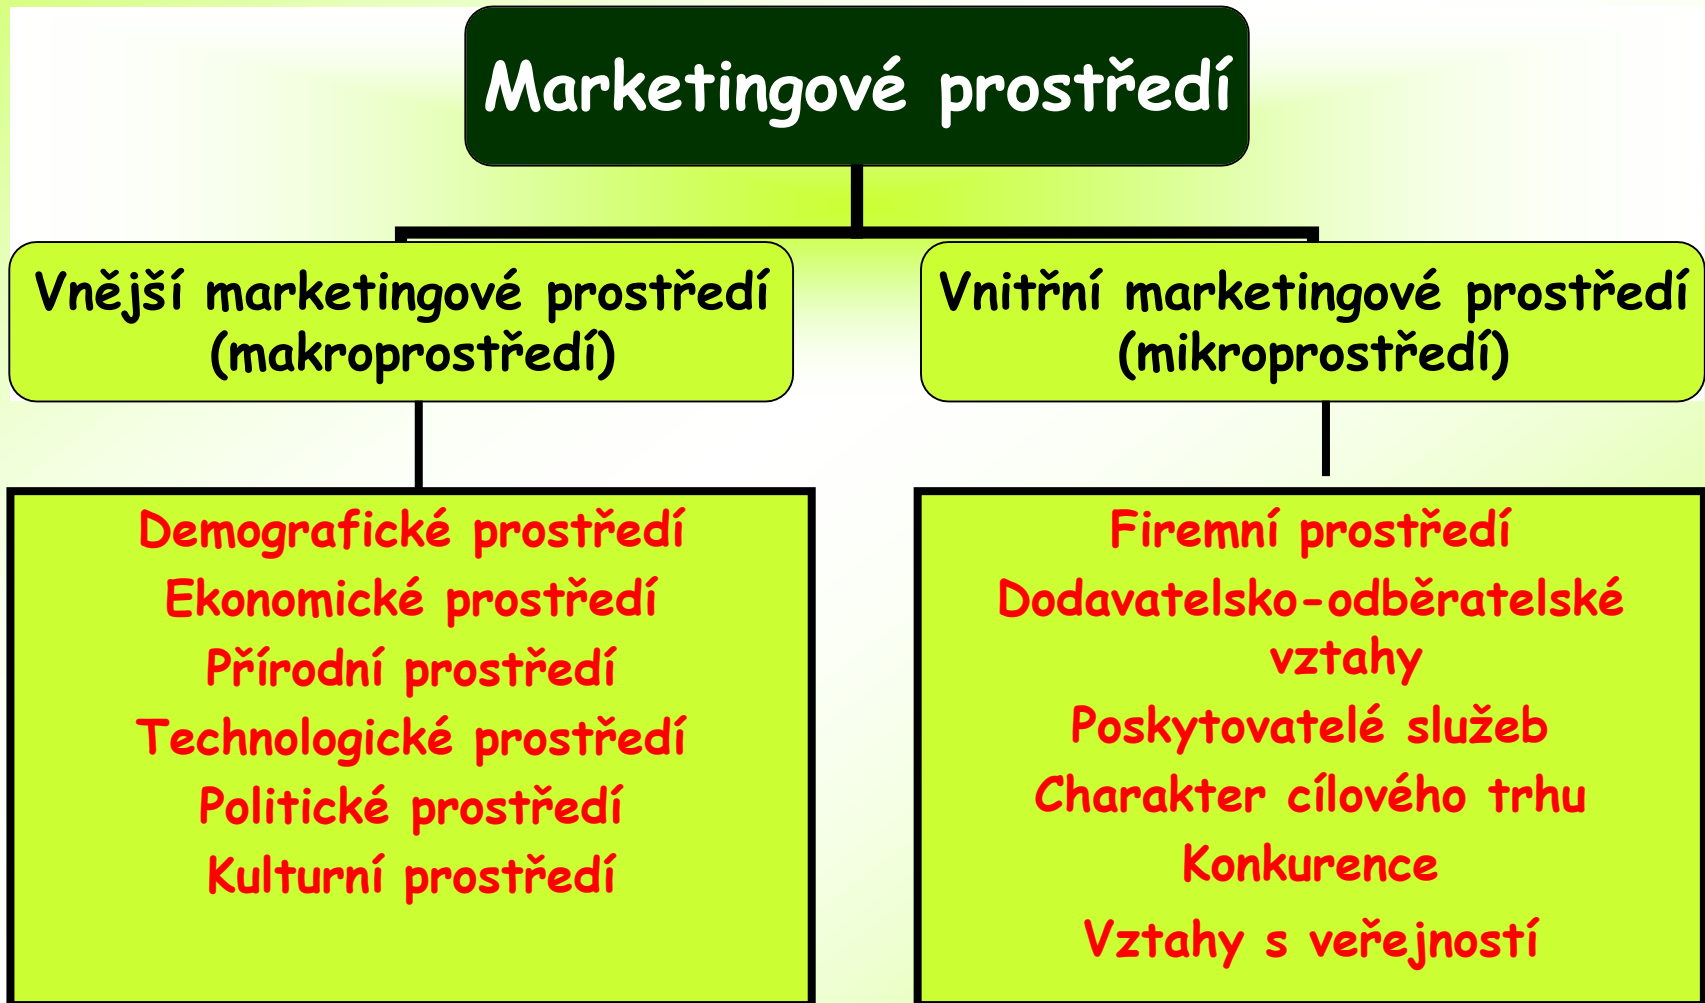 Marketingové prostředí
Vnější marketingové prostředí
(makroprostředí)
Vnitřní marketingové prostředí
(mikroprostředí)
Demografické prostředí
Ekonomické prostředí
Přírodní prostředí
Technologické prostředí
Politické prostředí
Kulturní prostředí
Firemní prostředí
Dodavatelsko-odběratelské
vztahy
Poskytovatelé služeb
Charakter cílového trhu
Konkurence
Vztahy s veřejností